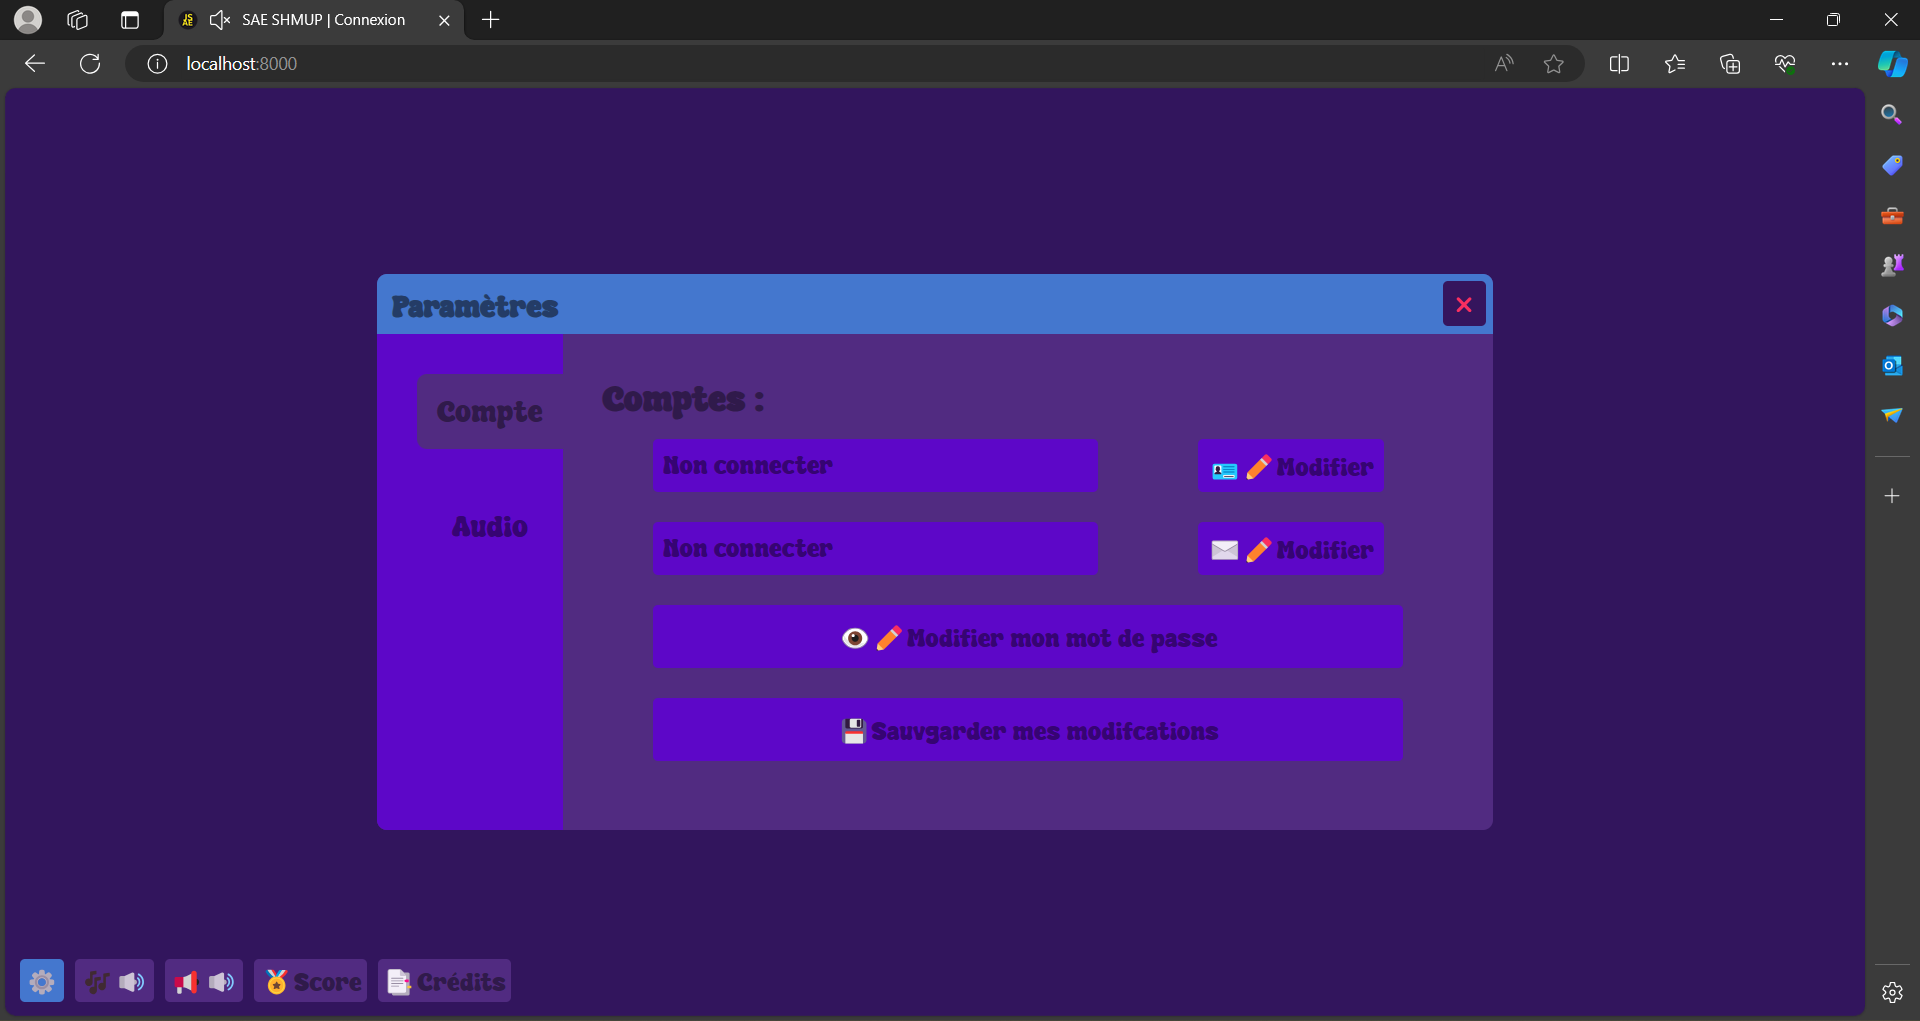 SAE SHMUP | Connexion
localhost:8000
Paramètres
Compte
Audio
Comptes :
Non connecter
Modifier
Non connecter
Modifier
Modifier mon mot de passe
Sauvgarder mes modifcations
Score
Crédits